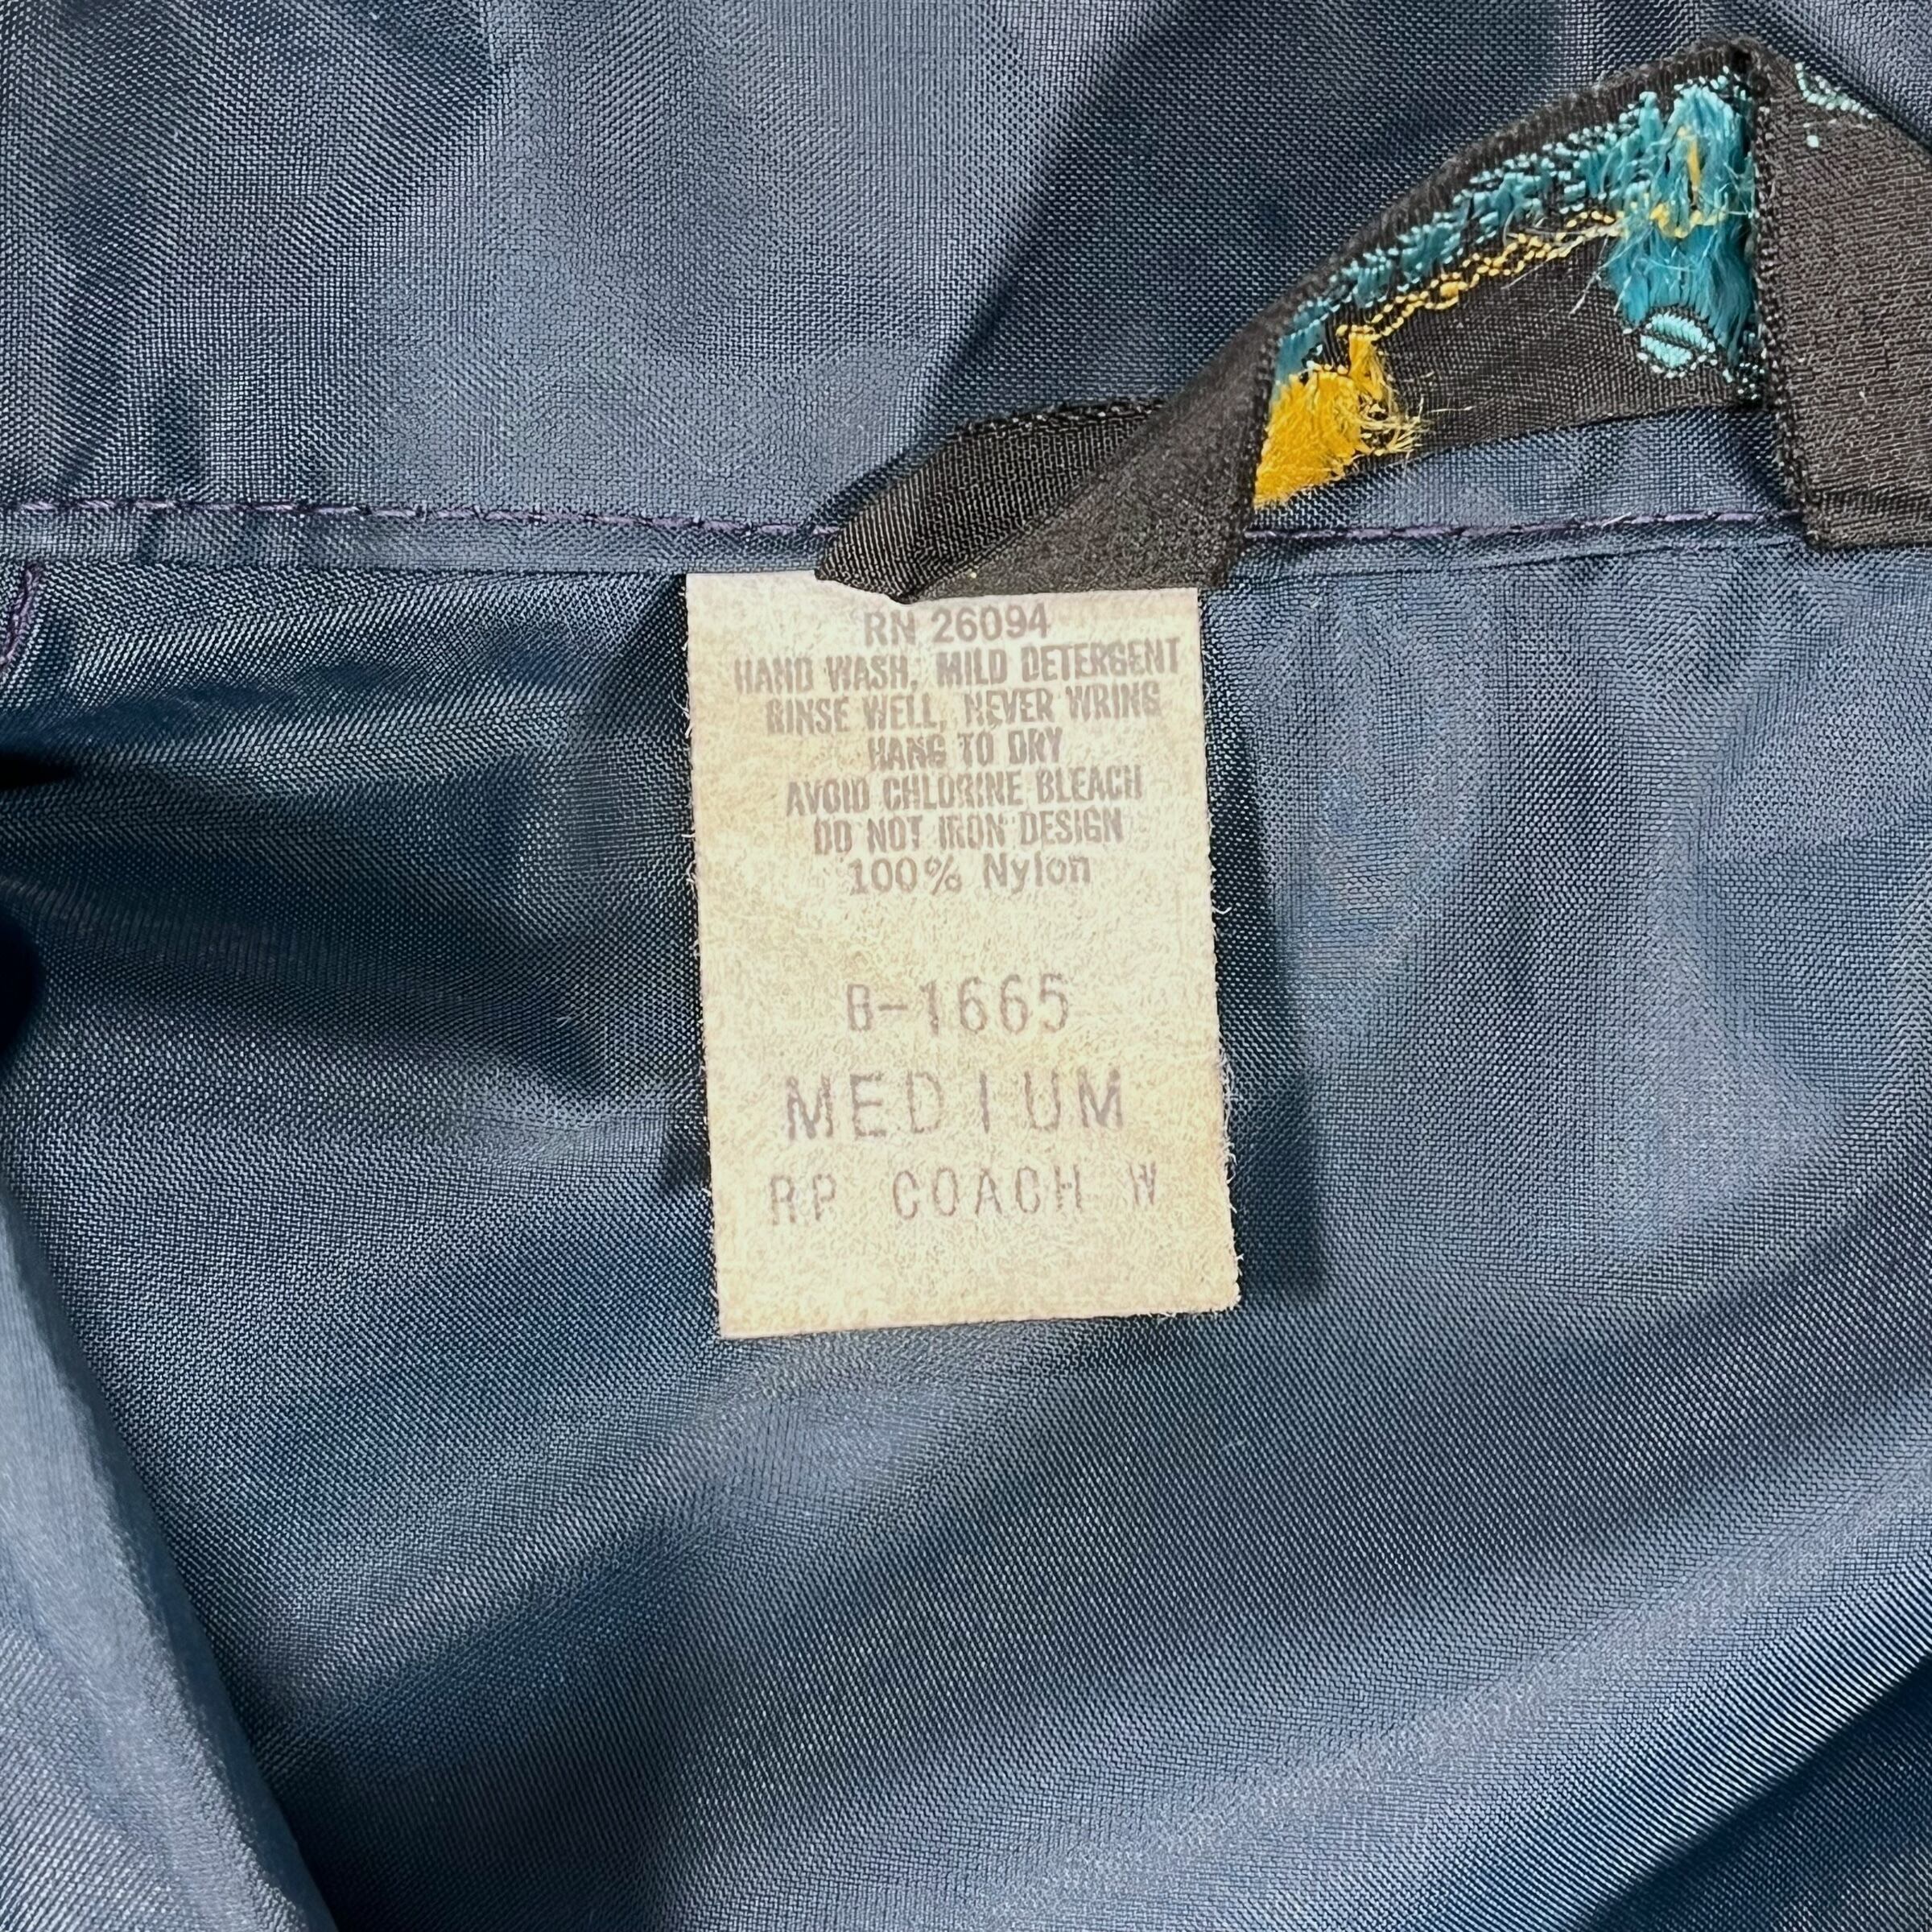 RN 26094
HAND WASH, MILD DETERGENT
RINSE WELL, NEVER WRING
HANG TO DRY
AVOID CHLORINE BLEACH
DO NOT IRON DESIGN
100% Nylon
B-1665
MEDIUM
RP COACH W